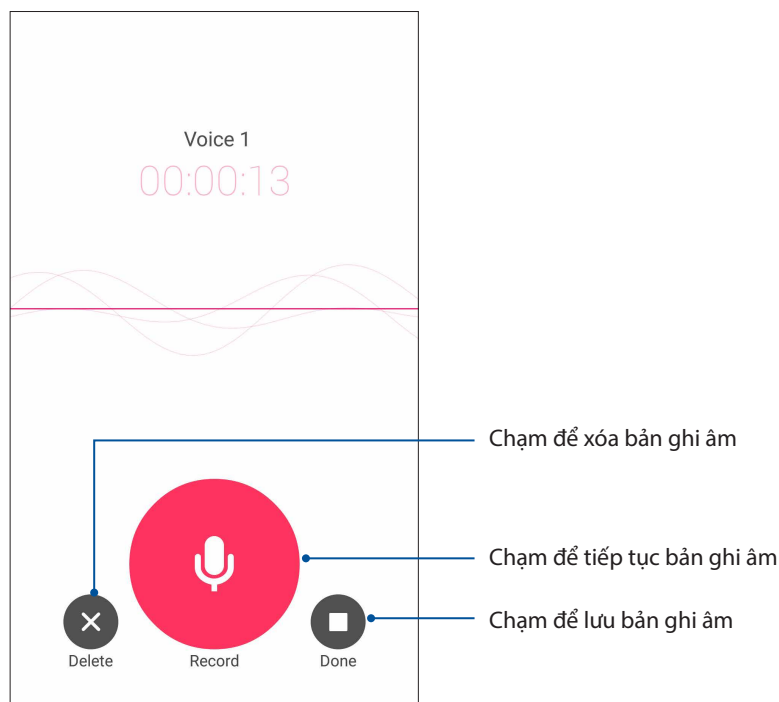 Voice 1
00:00:13
Chạm để xóa bản ghi âm
Chạm để tiếp tục bản ghi âm
Chạm để lưu bản ghi âm
Delete
Record
Done